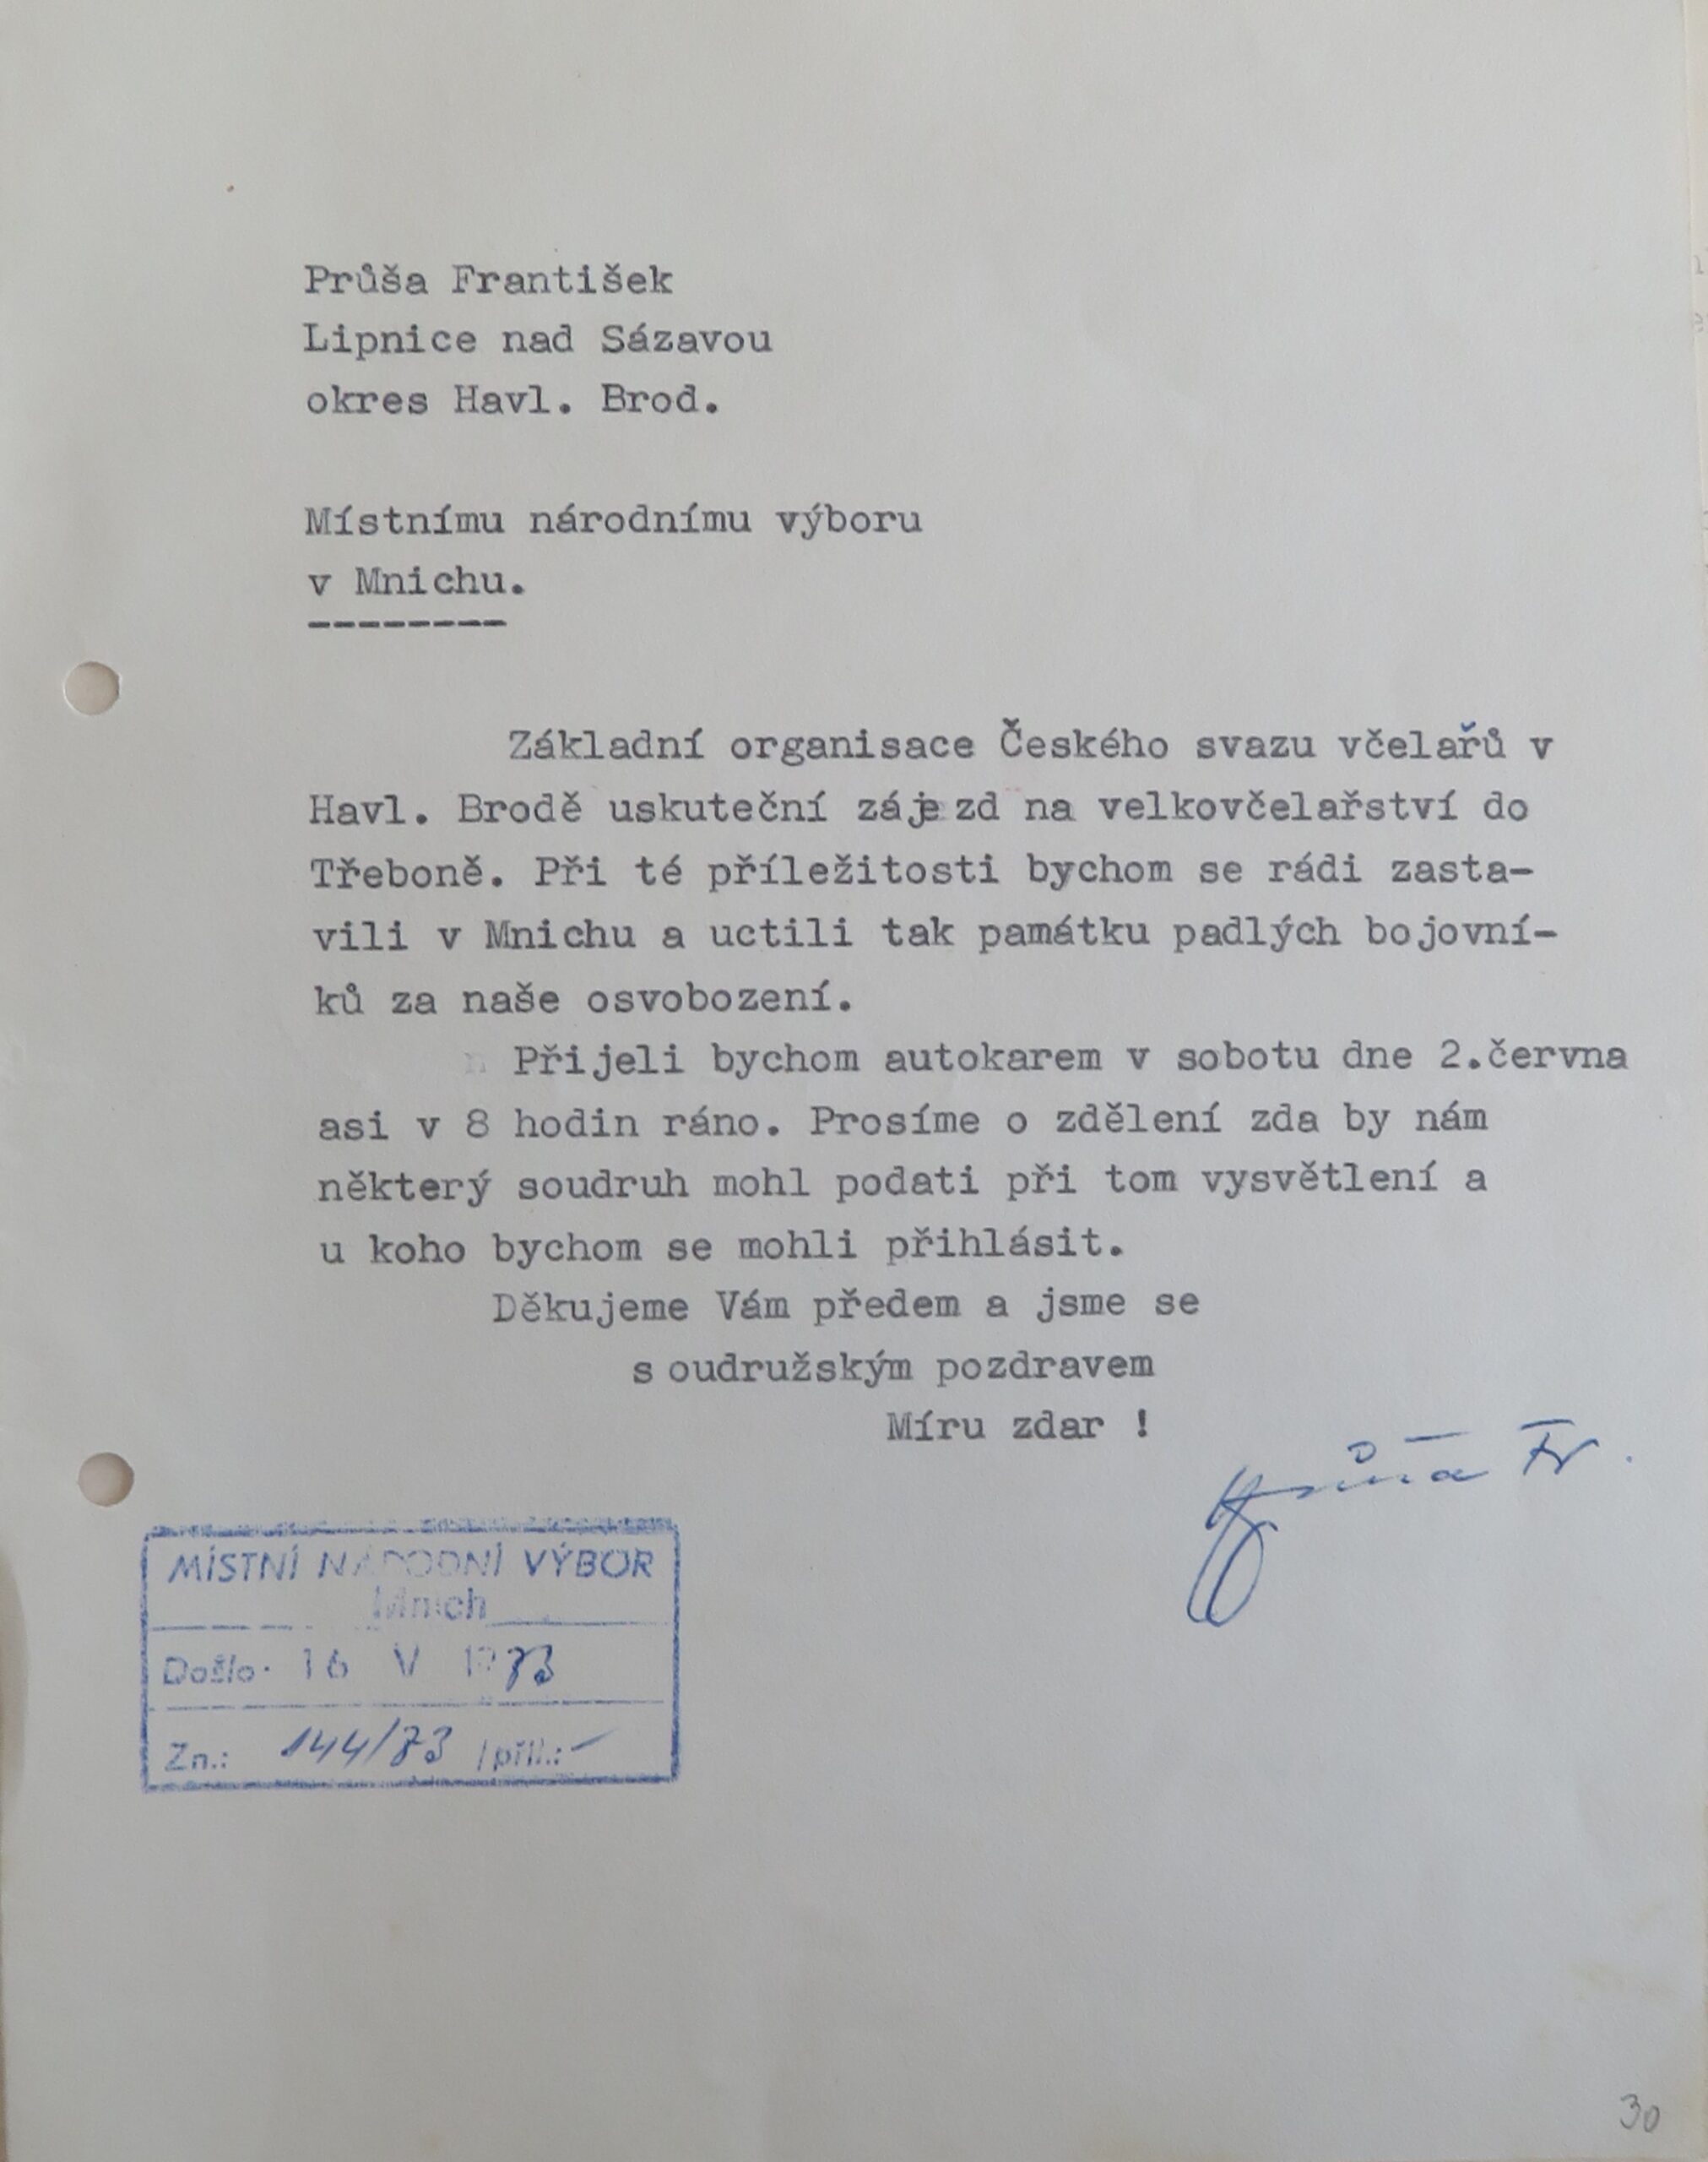 Průša František
Lipnice nad Sázavou
okres Havl. Brod.
Místnímu národnímu výboru
v Mnichu.
---------
Základní organisace Českého svazu včelařů v
Havl. Brodě uskuteční zájezd na velkovčelařství do
Třeboně. Při té příležitosti bychom se rádi zasta-
vili v Mnichu a uctili tak památku padlých bojovní-
ků za naše osvobození.
Přijeli bychom autokarem v sobotu dne 2.června
asi v 8 hodin ráno. Prosíme o zdělení zda by nám
některý soudruh mohl podati při tom vysvětlení a
u koho bychom se mohli přihlásit.
Děkujeme Vám předem a jsme se
soudružským pozdravem
Míru zdar !
Průša Fr.
MÍSTNÍ NÁRODNÍ VÝBOR
Mnich
Došlo: 16 V 1973
Zn.: 144/73 /příl.: -
30